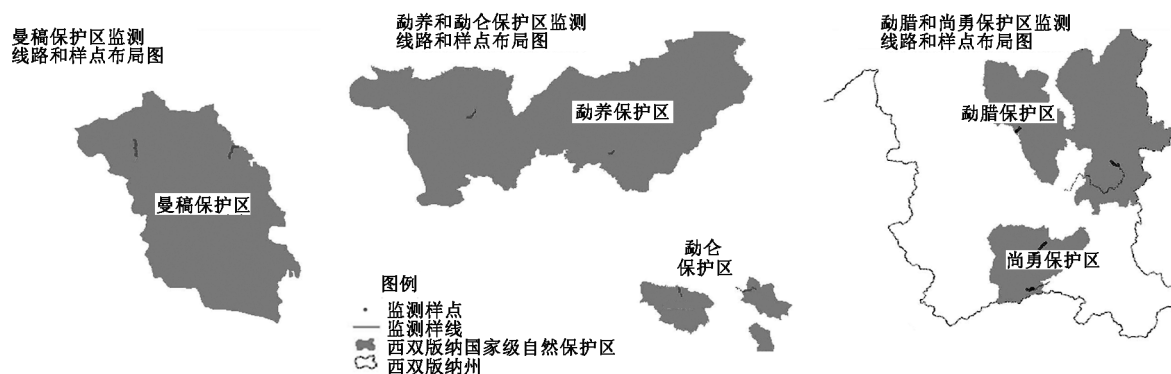 曼稿保护区监测
线路和样点布局图
曼稿保护区
勐养和勐仑保护区监测
线路和样点布局图
勐养保护区
勐仑
保护区
图例
监测样点
监测样线
西双版纳国家级自然保护区
西双版纳州
勐腊和尚勇保护区监测
线路和样点布局图
勐腊保护区
尚勇保护区